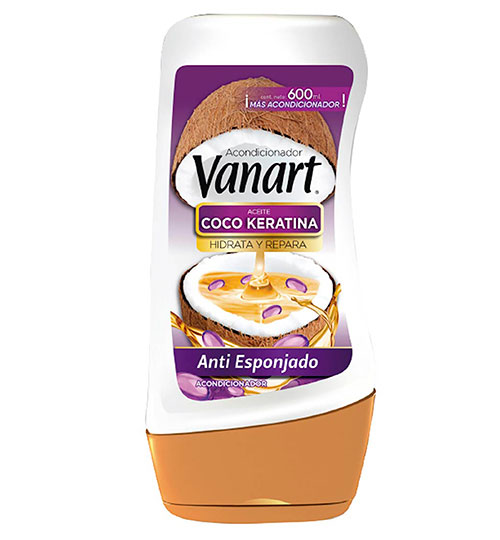 cont. neto: 600 ml
¡MÁS ACONDICIONADOR!
Acondicionador
Vanart®
ACEITE
COCO KERATINA
HIDRATA Y REPARA
Anti Esponjado
ACONDICIONADOR